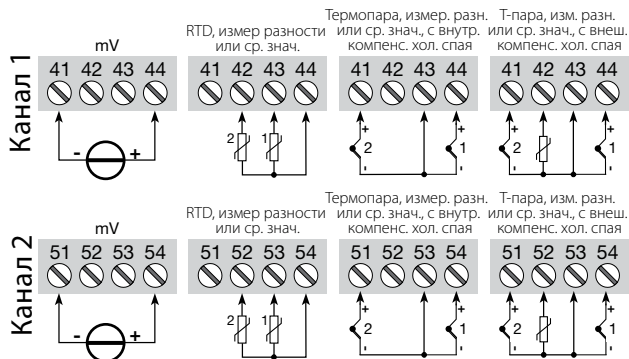 Канал 1
mV
RTD, измер разности
или ср. знач.
Термопара, измер. разн.
или ср. знач., с внутр.
компенс. хол. спая
Т-пара, изм. разн.
или ср. знач., с внеш.
компенс. хол. спая
41 42 43 44
41 42 43 44
41 42 43 44
41 42 43 44
- +
2 1
+ +
2 1
- -
+ +
2 1
- -
Канал 2
mV
RTD, измер разности
или ср. знач.
Термопара, измер. разн.
или ср. знач., с внутр.
компенс. хол. спая
Т-пара, изм. разн.
или ср. знач., с внеш.
компенс. хол. спая
51 52 53 54
51 52 53 54
51 52 53 54
51 52 53 54
- +
2 1
+ +
2 1
- -
+ +
2 1
- -